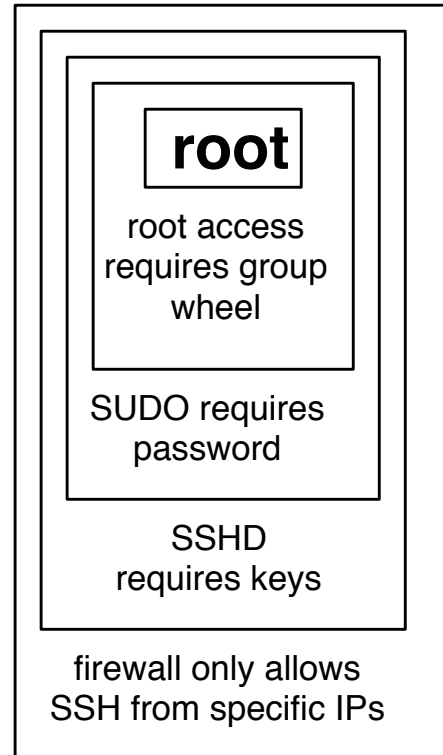 root
root access
requires group
wheel
SUDO requires
password
SSHD
requires keys
firewall only allows
SSH from specific IPs